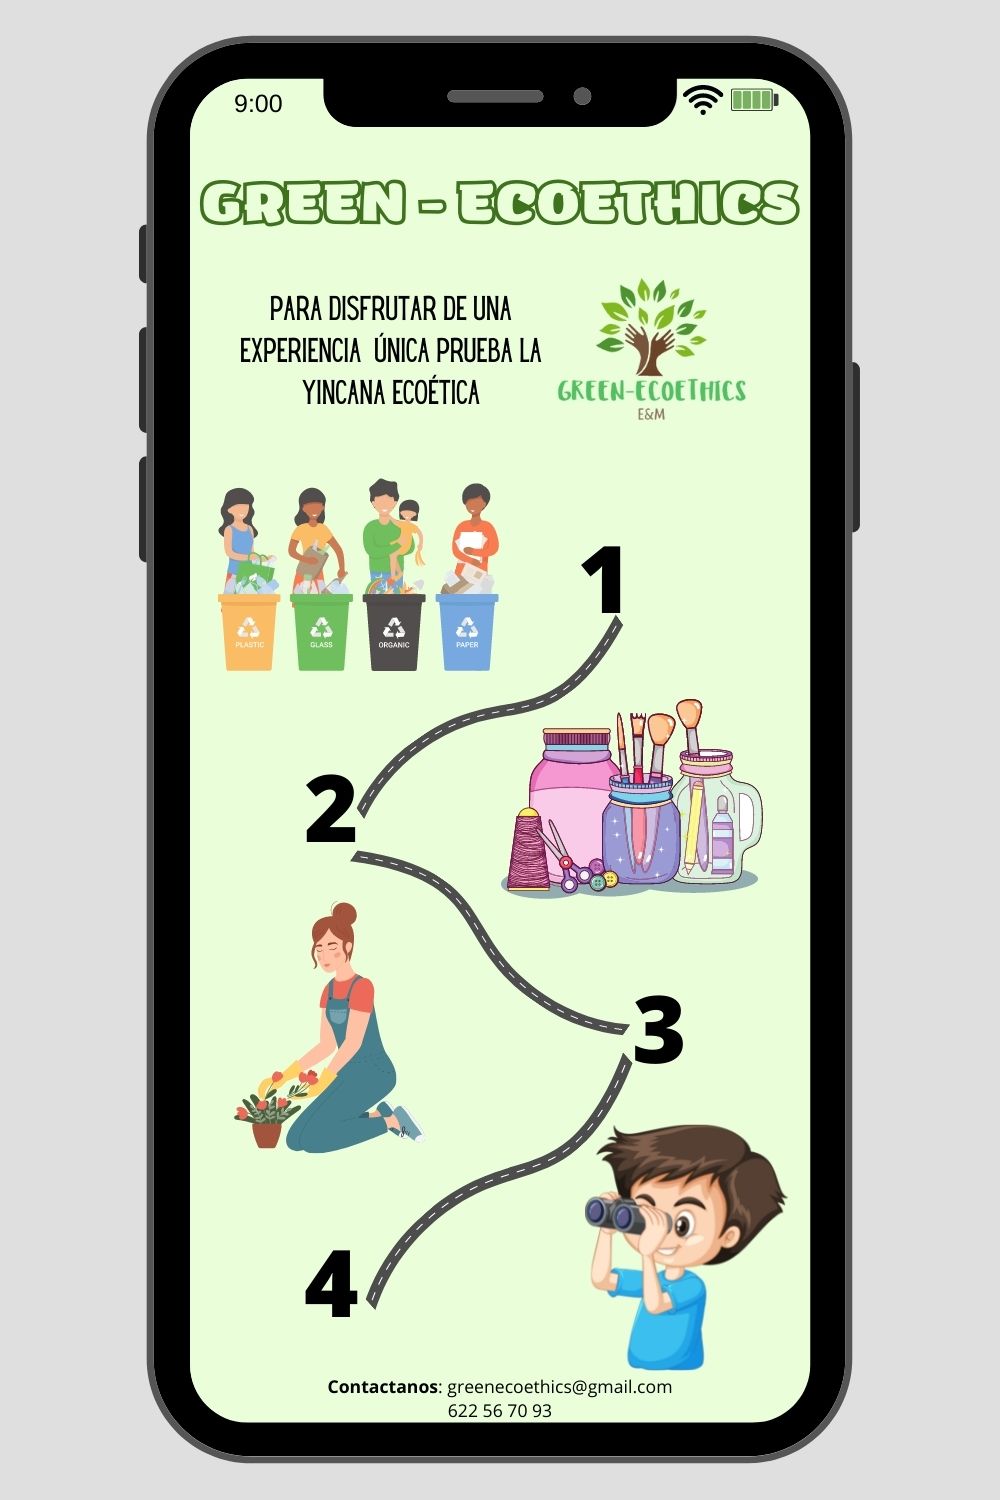 9:00
GREEN - ECOETHICS
PARA DISFRUTAR DE UNA
EXPERIENCIA ÚNICA PRUEBA LA
YINCANA ECOÉTICA
GREEN-ECOETHICS
E&M
PLASTIC
GLASS
ORGANIC
PAPER
1
2
3
4
Contactanos: greenecoethics@gmail.com
622 56 70 93